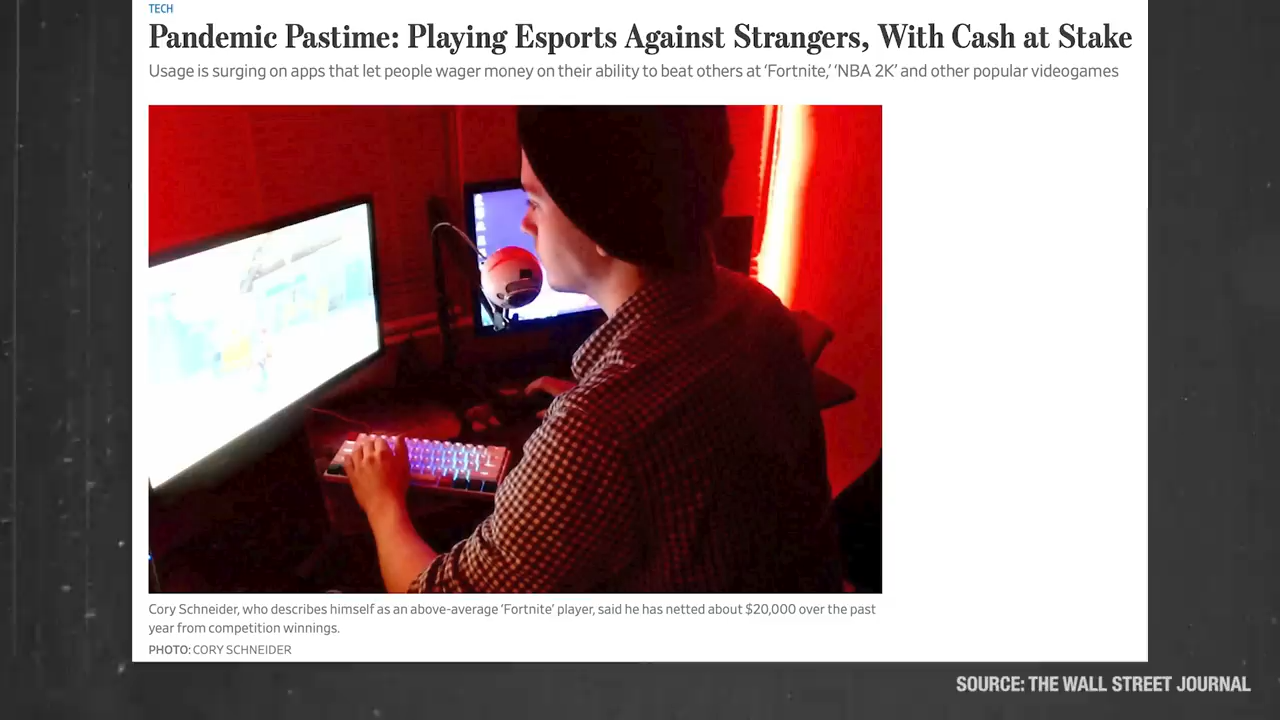 TECH
Pandemic Pastime: Playing Esports Against Strangers, With Cash at Stake
Usage is surging on apps that let people wager money on their ability to beat others at ‘Fortnite,’ ‘NBA 2K’ and other popular videogames
Cory Schneider, who describes himself as an above-average ‘Fortnite’ player, said he has netted about $20,000 over the past
year from competition winnings.
PHOTO: CORY SCHNEIDER
SOURCE: THE WALL STREET JOURNAL